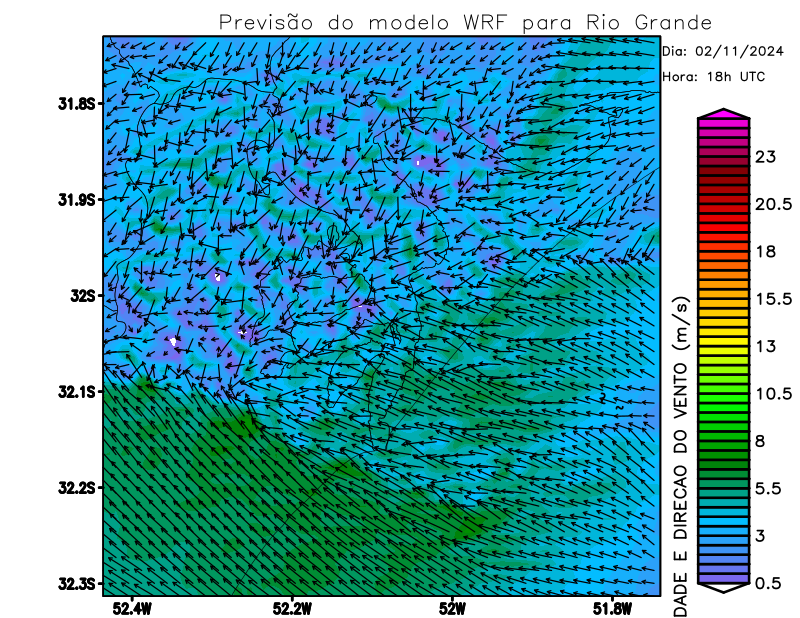 Previsão do modelo WRF para Rio Grande
Dia: 02/11/2024
Hora: 18h UTC
31.8S
31.9S
32S
32.1S
32.2S
32.3S
52.4W
52.2W
52W
51.8W
23
20.5
18
15.5
13
10.5
8
5.5
3
0.5
DADE E DIRECAO DO VENTO (m/s)